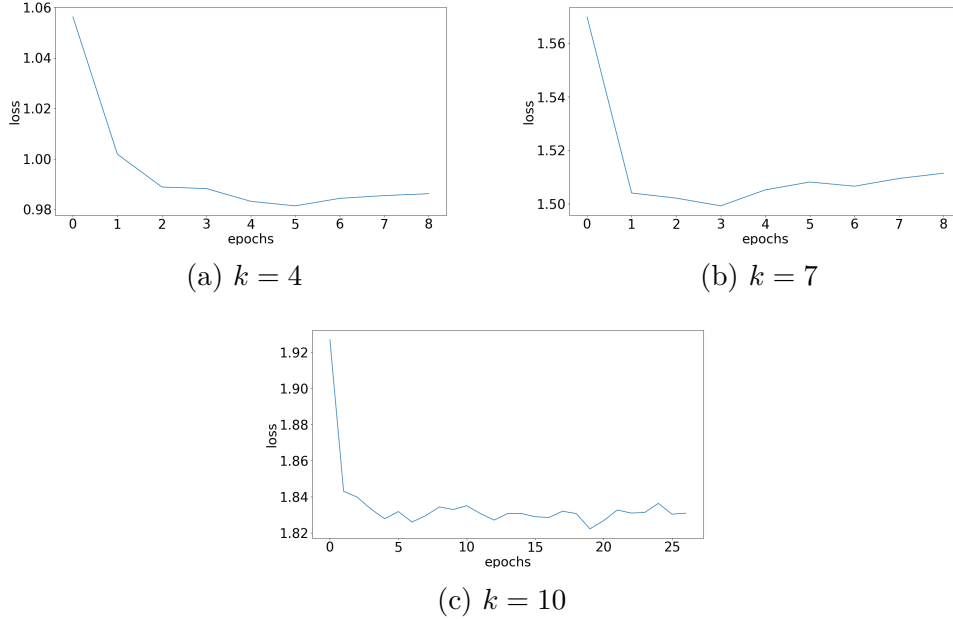 1.06
1.04
1.02
1.00
0.98
loss
0 1 2 3 4 5 6 7 8
epochs
(a) k = 4
1.56
1.54
1.52
1.50
loss
0 1 2 3 4 5 6 7 8
epochs
(b) k = 7
1.92
1.90
1.88
1.86
1.84
1.82
loss
0 5 10 15 20 25
epochs
(c) k = 10